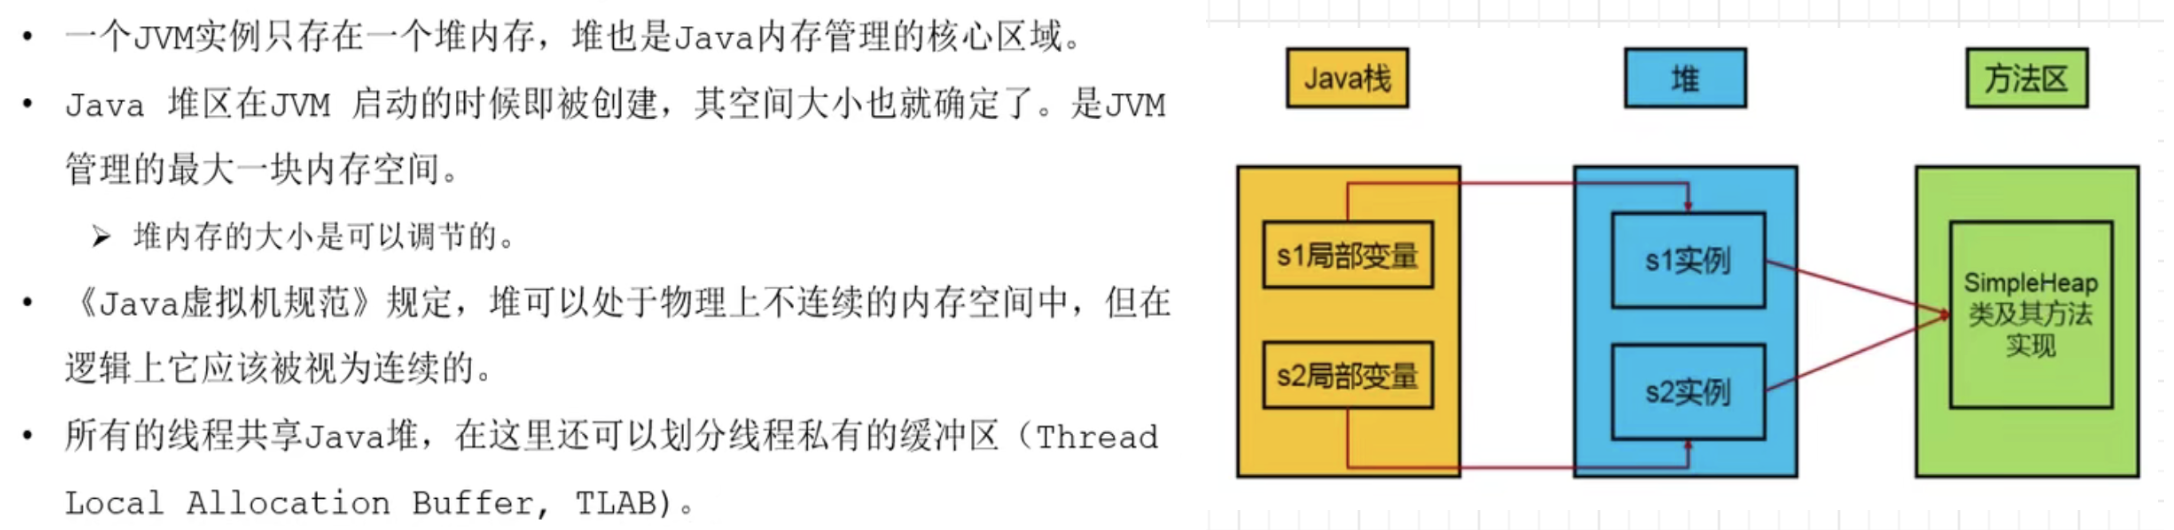 • 一个JVM实例只存在一个堆内存，堆也是Java内存管理的核心区域。
• Java 堆区在JVM 启动的时候即被创建，其空间大小也就确定了。是JVM
管理的最大一块内存空间。
➢ 堆内存的大小是可以调节的。
• 《Java虚拟机规范》规定，堆可以处于物理上不连续的内存空间中，但在
逻辑上它应该被视为连续的。
• 所有的线程共享Java堆，在这里还可以划分线程私有的缓冲区（Thread
Local Allocation Buffer, TLAB)。
Java栈
堆
方法区
s1局部变量
s2局部变量
s1实例
s2实例
SimpleHeap
类及其方法
实现